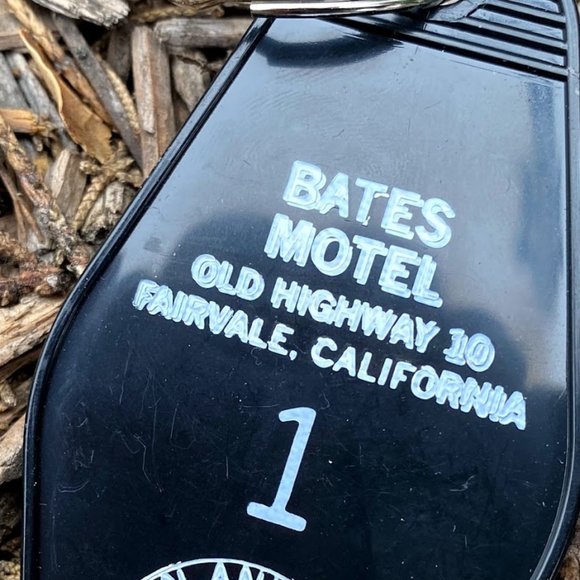 BATES
MOTEL
OLD HIGHWAY 10
FAIRVALE, CALIFORNIA
1